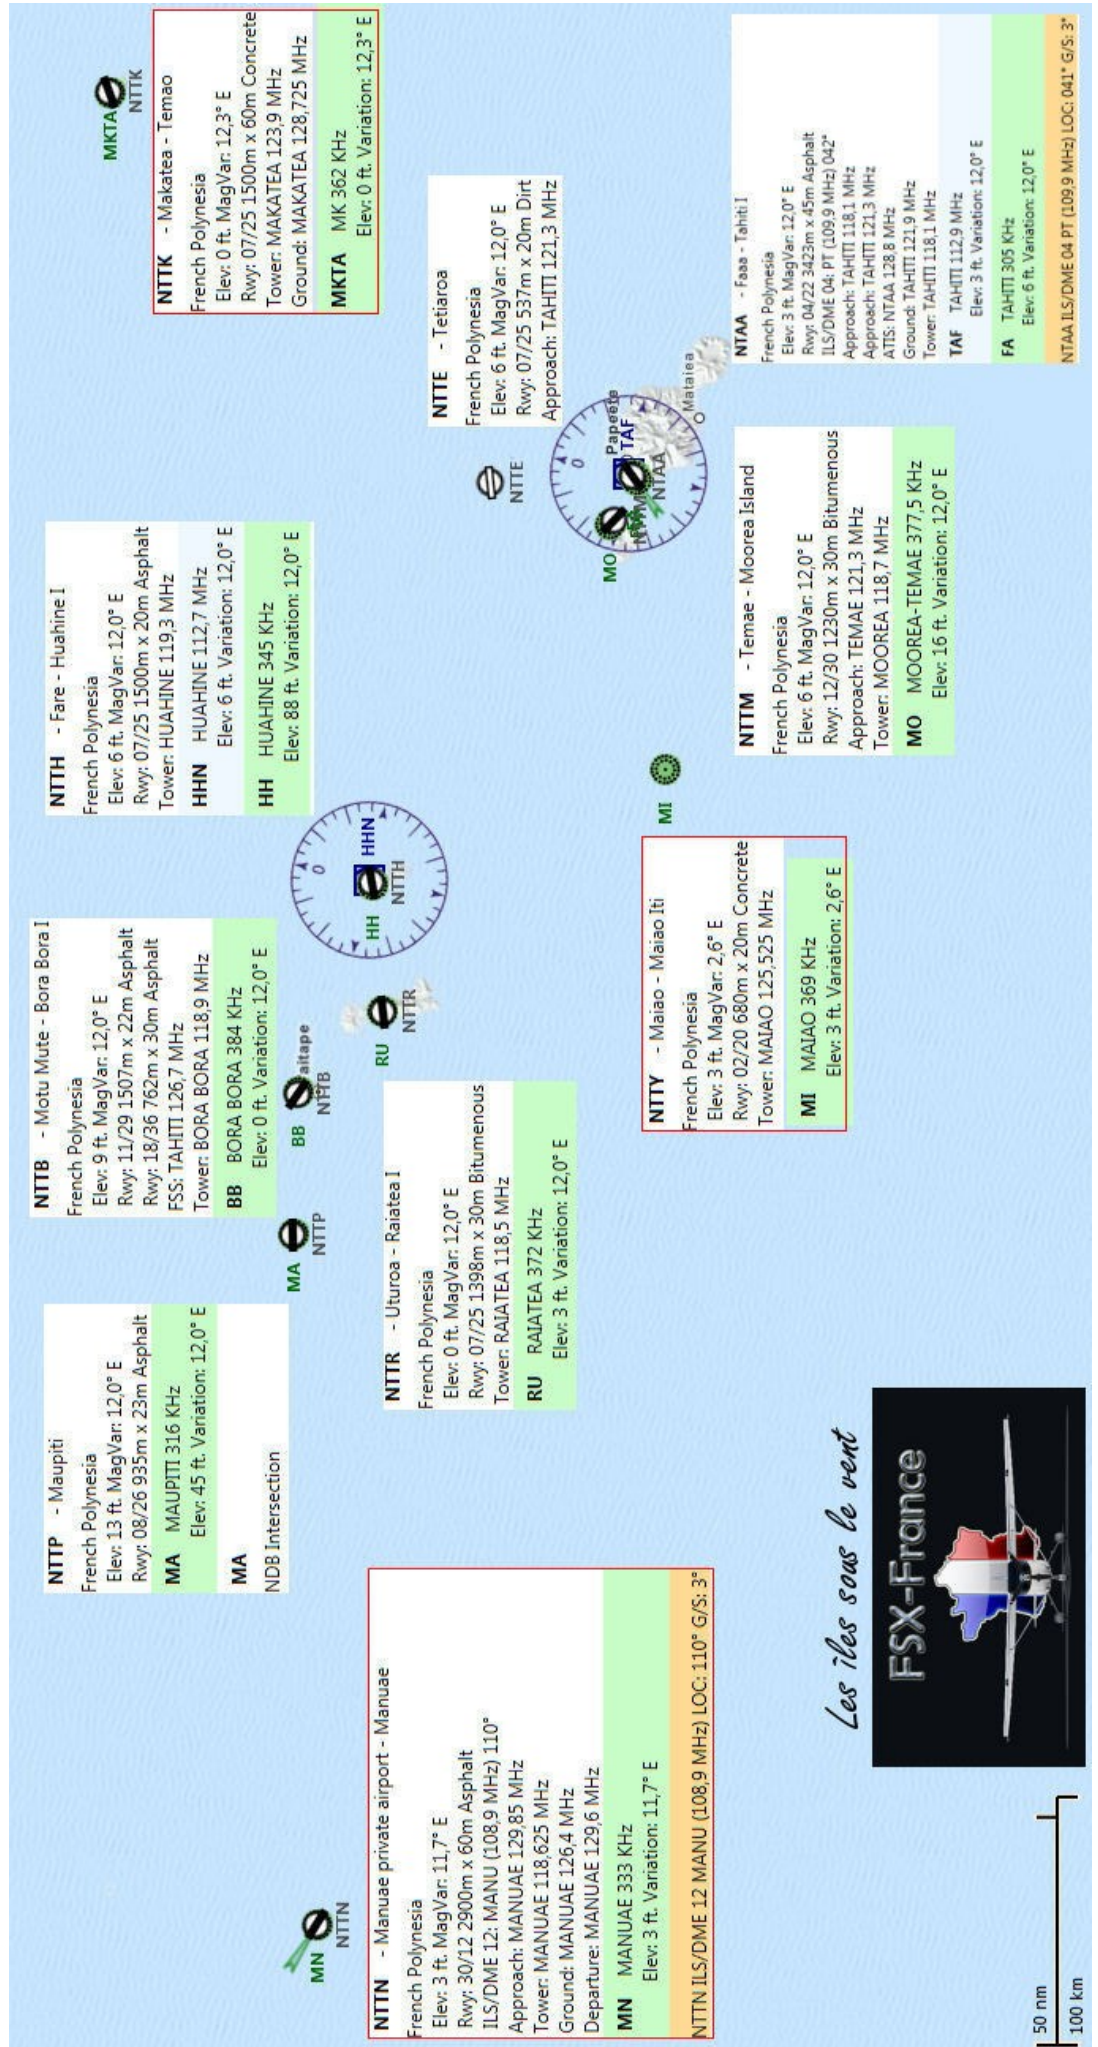 NTTN - Manuae private airport - Manuae
French Polynesia
Elev: 3 ft. MagVar: 11,7° E
Rwy: 30/12 2900m x 60m Asphalt
ILS/DME 12: MANU (108,9 MHz) 110°
Approach: MANUAE 129,85 MHz
Tower: MANUAE 118,625 MHz
Ground: MANUAE 126,4 MHz
Departure: MANUAE 129,6 MHz
MN MANUAE 333 KHz
Elev: 3 ft. Variation: 11,7° E
NTTN ILS/DME 12 MANU (108,9 MHz) LOC: 110° G/S: 3°
MN
NTTN
50 nm
100 km
NTTP - Maupiti
French Polynesia
Elev: 13 ft. MagVar: 12,0° E
Rwy: 08/26 935m x 23m Asphalt
MA MAUPITI 316 KHz
Elev: 45 ft. Variation: 12,0° E
MA
NDB Intersection
MA
NTTP
Les îles sous le vent
FSX-France
NTTB - Motu Mute - Bora Bora I
French Polynesia
Elev: 9 ft. MagVar: 12,0° E
Rwy: 11/29 1507m x 22m Asphalt
Rwy: 18/36 762m x 30m Asphalt
FSS: TAHITI 126,7 MHz
Tower: BORA BORA 118,9 MHz
BB BORA BORA 384 KHz
Elev: 0 ft. Variation: 12,0° E
BB
aitape
NTTB
NTTR - Uturoa - Raiatea I
French Polynesia
Elev: 0 ft. MagVar: 12,0° E
Rwy: 07/25 1398m x 30m Bitumenous
Tower: RAIATEA 118,5 MHz
RU RAIATEA 372 KHz
Elev: 3 ft. Variation: 12,0° E
RU
NTTR
NTTH - Fare - Huahine I
French Polynesia
Elev: 6 ft. MagVar: 12,0° E
Rwy: 07/25 1500m x 20m Asphalt
Tower: HUAHINE 119,3 MHz
HHN HUAHINE 112,7 MHz
Elev: 6 ft. Variation: 12,0° E
HH HUAHINE 345 KHz
Elev: 88 ft. Variation: 12,0° E
0
HH
HHN
NTTH
NTTY - Maiao - Maiao Iti
French Polynesia
Elev: 3 ft. MagVar: 2,6° E
Rwy: 02/20 680m x 20m Concrete
Tower: MAIAO 125,525 MHz
MI MAIAO 369 KHz
Elev: 3 ft. Variation: 2,6° E
MI
NTTK - Makatea - Temao
French Polynesia
Elev: 0 ft. MagVar: 12,3° E
Rwy: 07/25 1500m x 60m Concrete
Tower: MAKATEA 123,9 MHz
Ground: MAKATEA 128,725 MHz
MKTA MK 362 KHz
Elev: 0 ft. Variation: 12,3° E
MKTA
NTTK
NTTE - Tetiaroa
French Polynesia
Elev: 6 ft. MagVar: 12,0° E
Rwy: 07/25 537m x 20m Dirt
Approach: TAHITI 121,3 MHz
NTTE
0
MO
Papeete
TAF
NTAA
Mataiea
NTTM - Temae - Moorea Island
French Polynesia
Elev: 6 ft. MagVar: 12,0° E
Rwy: 12/30 1230m x 30m Bitumenous
Approach: TEMAE 121,3 MHz
Tower: MOOREA 118,7 MHz
MO MOOREA-TEMAE 377,5 KHz
Elev: 16 ft. Variation: 12,0° E
NTAA - Faaa - Tahiti I
French Polynesia
Elev: 3 ft. MagVar: 12,0° E
Rwy: 04/22 3423m x 45m Asphalt
ILS/DME 04: PT (109,9 MHz) 042°
Approach: TAHITI 118,1 MHz
Approach: TAHITI 121,3 MHz
ATIS: NTAA 128,8 MHz
Ground: TAHITI 121,9 MHz
Tower: TAHITI 118,1 MHz
TAF TAHITI 112,9 MHz
Elev: 3 ft. Variation: 12,0° E
FA TAHITI 305 KHz
Elev: 6 ft. Variation: 12,0° E
NTAA ILS/DME 04 PT (109,9 MHz) LOC: 041° G/S: 3°